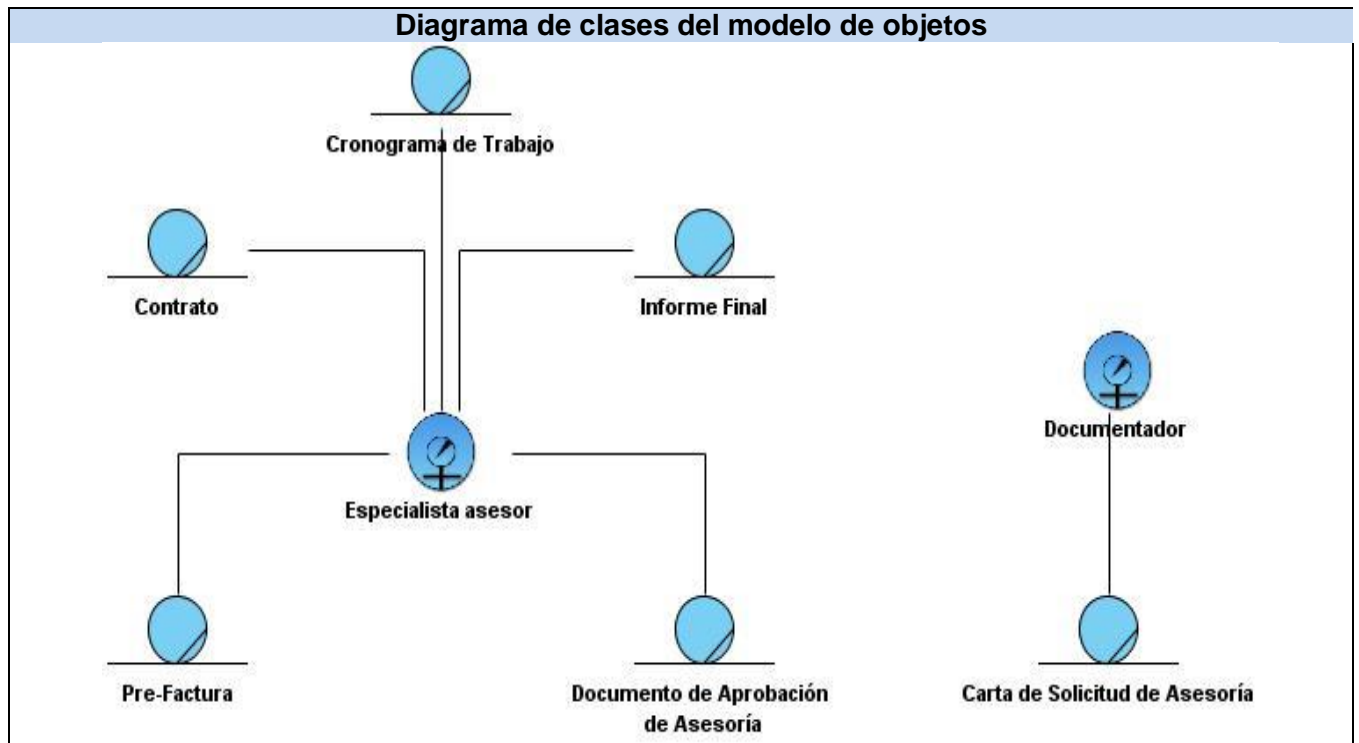 Diagrama de clases del modelo de objetos
Cronograma de Trabajo
Contrato
Informe Final
Documentador
Especialista asesor
Pre-Factura
Documento de Aprobación
de Asesoría
Carta de Solicitud de Asesoría